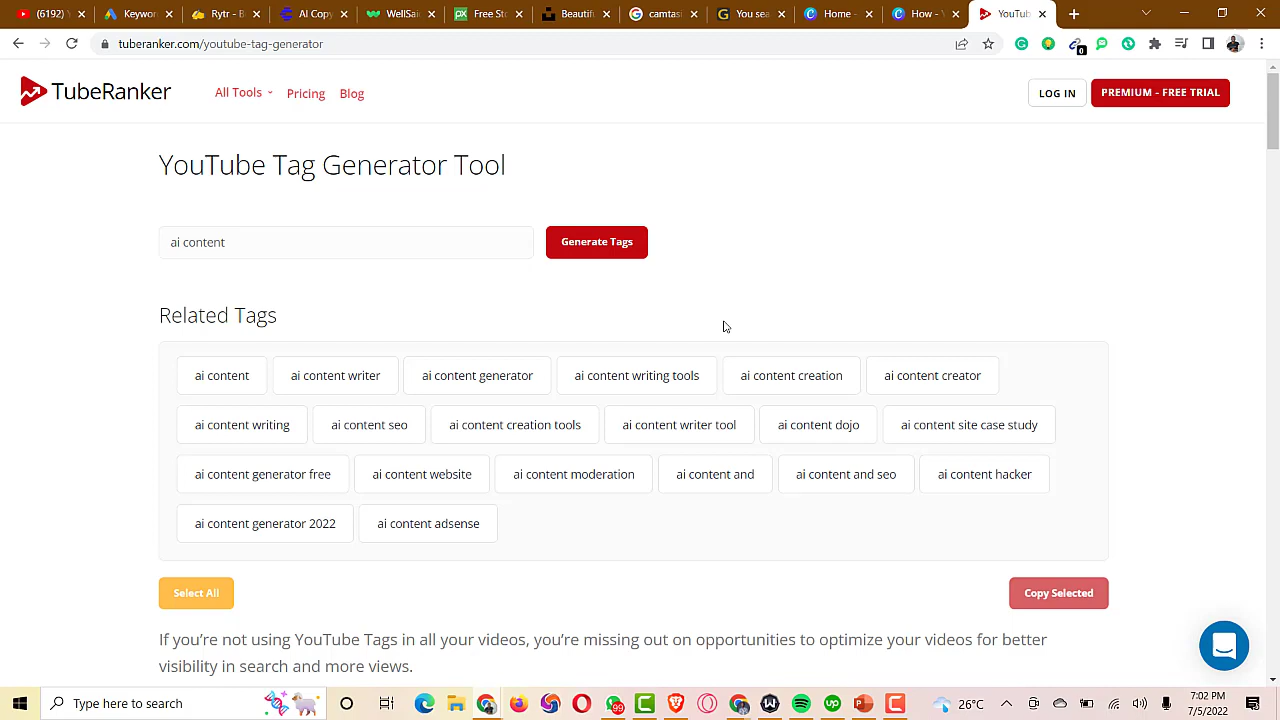 (6192) Y
Keyword
Rytr - B
AI Copy
WellSai
Free Sto
Beautif
camtasi
You sea
Home -
How - Y
YouTub
tuberanker.com/youtube-tag-generator
0
TubeRanker
All Tools
Pricing
Blog
LOG IN
PREMIUM - FREE TRIAL
YouTube Tag Generator Tool
ai content
Generate Tags
Related Tags
ai content
ai content writer
ai content generator
ai content writing tools
ai content creation
ai content creator
ai content writing
ai content seo
ai content creation tools
ai content writer tool
ai content dojo
ai content site case study
ai content generator free
ai content website
ai content moderation
ai content and
ai content and seo
ai content hacker
ai content generator 2022
ai content adsense
Select All
Copy Selected
If you're not using YouTube Tags in all your videos, you're missing out on opportunities to optimize your videos for better
visibility in search and more views.
Type here to search
99
26°C
7:02 PM
7/5/2022